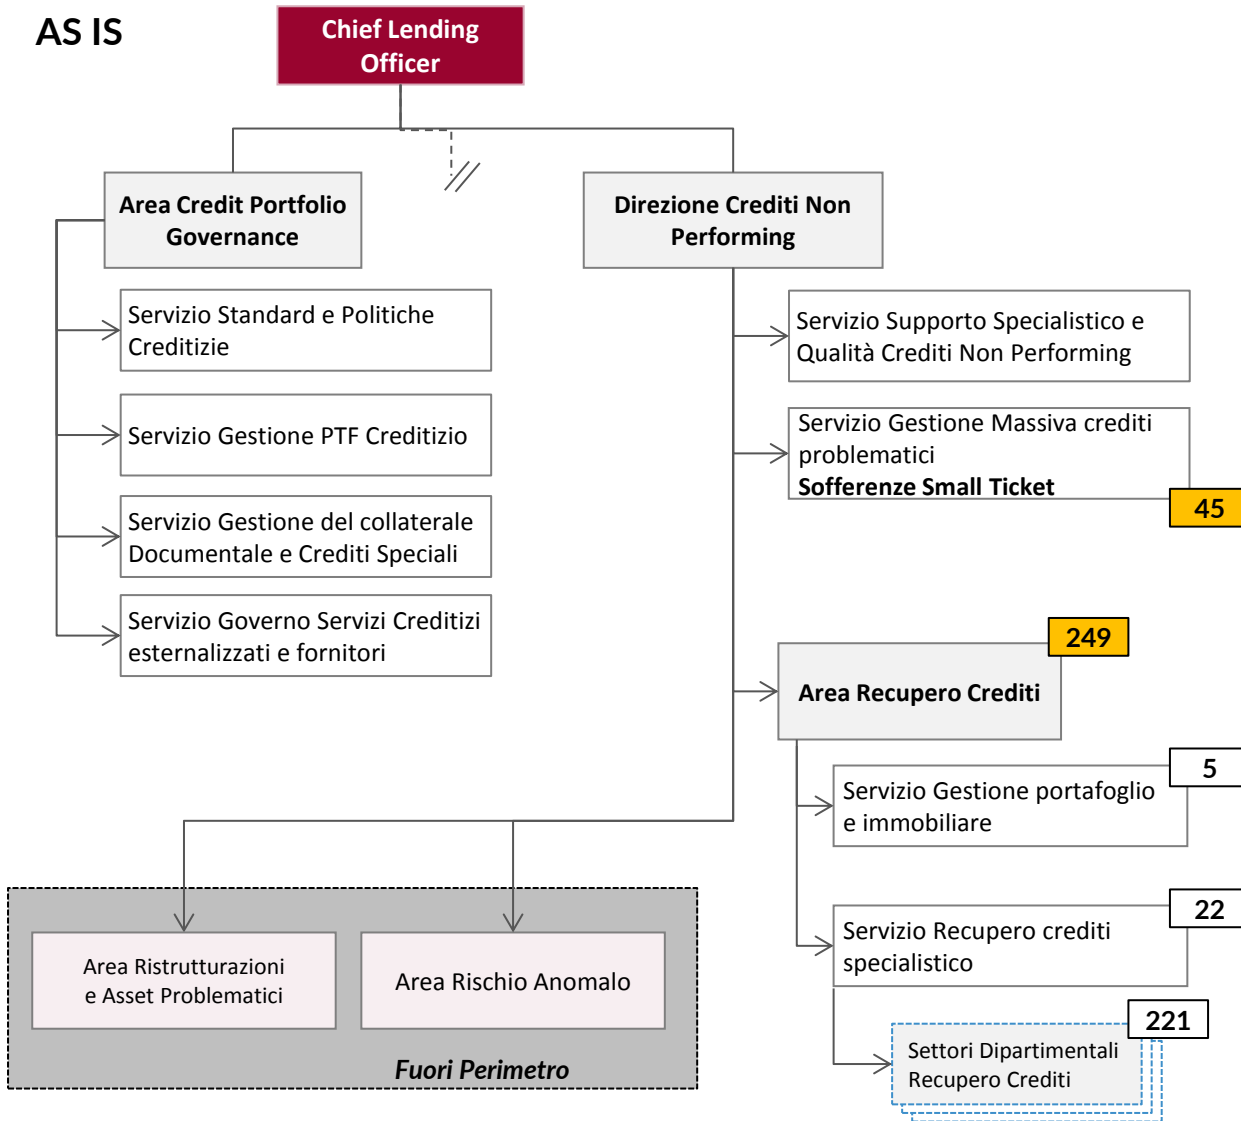 AS IS
Chief Lending
Officer
Area Credit Portfolio
Governance
Direzione Crediti Non
Performing
Servizio Standard e Politiche
Creditizie
Servizio Gestione PTF Creditizio
Servizio Gestione del collaterale
Documentale e Crediti Speciali
Servizio Governo Servizi Creditizi
esternalizzati e fornitori
Servizio Supporto Specialistico e
Qualità Crediti Non Performing
Servizio Gestione Massiva crediti
problematici
Sofferenze Small Ticket
45
249
Area Recupero Crediti
5
Servizio Gestione portafoglio
e immobiliare
22
Servizio Recupero crediti
specialistico
221
Settori Dipartimentali
Recupero Crediti
Area Ristrutturazioni
e Asset Problematici
Area Rischio Anomalo
Fuori Perimetro